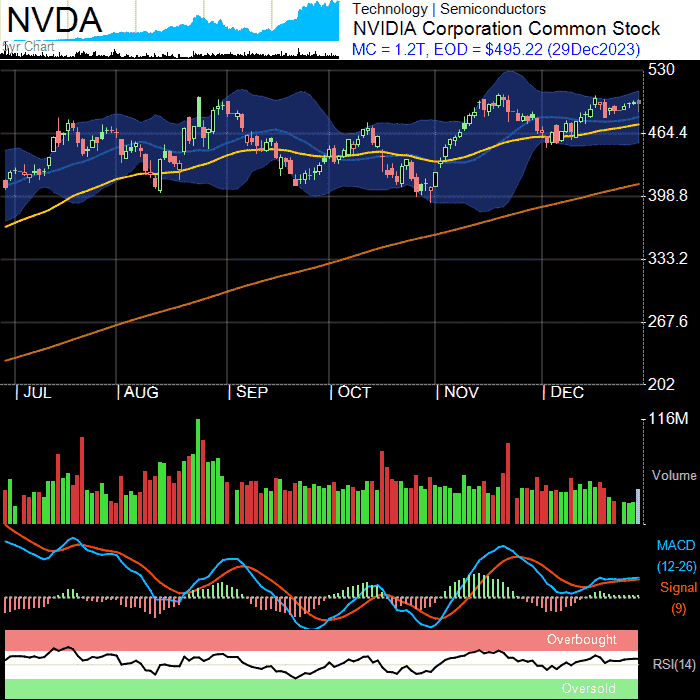 NVDA
5yr Chart
Technology | Semiconductors
NVIDIA Corporation Common Stock
MC = 1.2T, EOD = $495.22 (29Dec2023)
530
464.4
398.8
333.2
267.6
202
| JUL | AUG | SEP | OCT | NOV | DEC
116M
Volume
MACD
(12-26)
Signal
(9)
Overbought
RSI(14)
Oversold